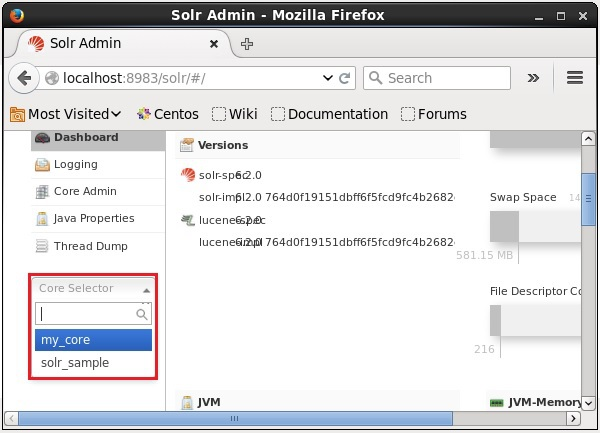 Solr Admin - Mozilla Firefox
Solr Admin
localhost:8983/solr/#/
Search
Most Visited Centos Wiki Documentation Forums
Dashboard
Logging
Core Admin
Java Properties
Thread Dump
Core Selector
my_core
solr_sample
Versions
solr-spec 6.2.0
solr-impl 6.2.0 764d0f19151dbff6f5fcd9fc4b2682
lucene-spec 6.2.0
lucene-impl 6.2.0 764d0f19151dbff6f5fcd9fc4b2682
JVM
Swap Space 14
581.15 MB
File Descriptor Co
216
JVM-Memory